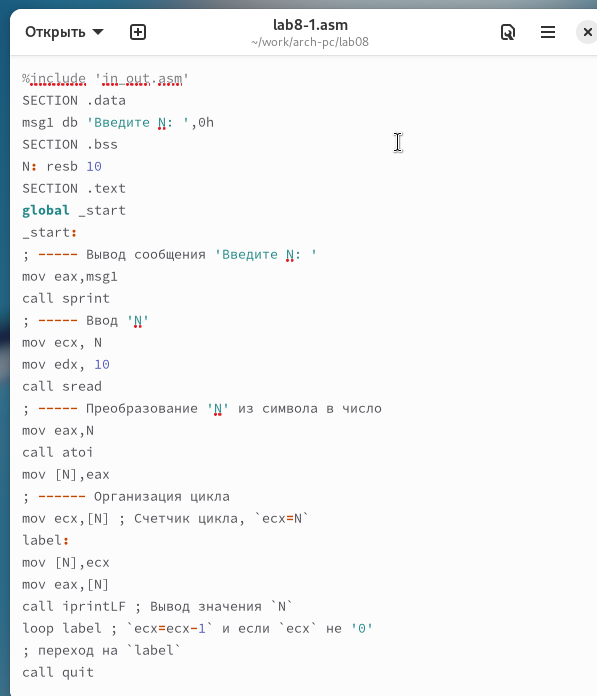 Открыть
lab8-1.asm
~/work/arch-pc/lab08
%include 'in_out.asm'
SECTION .data
msg1 db 'Введите N: ',0h
SECTION .bss
N: resb 10
SECTION .text
global _start
_start:
; ----- Вывод сообщения 'Введите N: '
mov eax,msg1
call sprint
; ----- Ввод 'N'
mov ecx, N
mov edx, 10
call sread
; ----- Преобразование 'N' из символа в число
mov eax,N
call atoi
mov [N],eax
; ------ Организация цикла
mov ecx,[N] ; Счетчик цикла, `ecx=N`
label:
mov [N],ecx
mov eax,[N]
call iprintLF ; Вывод значения `N`
loop label ; `ecx=ecx-1` и если `ecx` не '0'
; переход на `label`
call quit